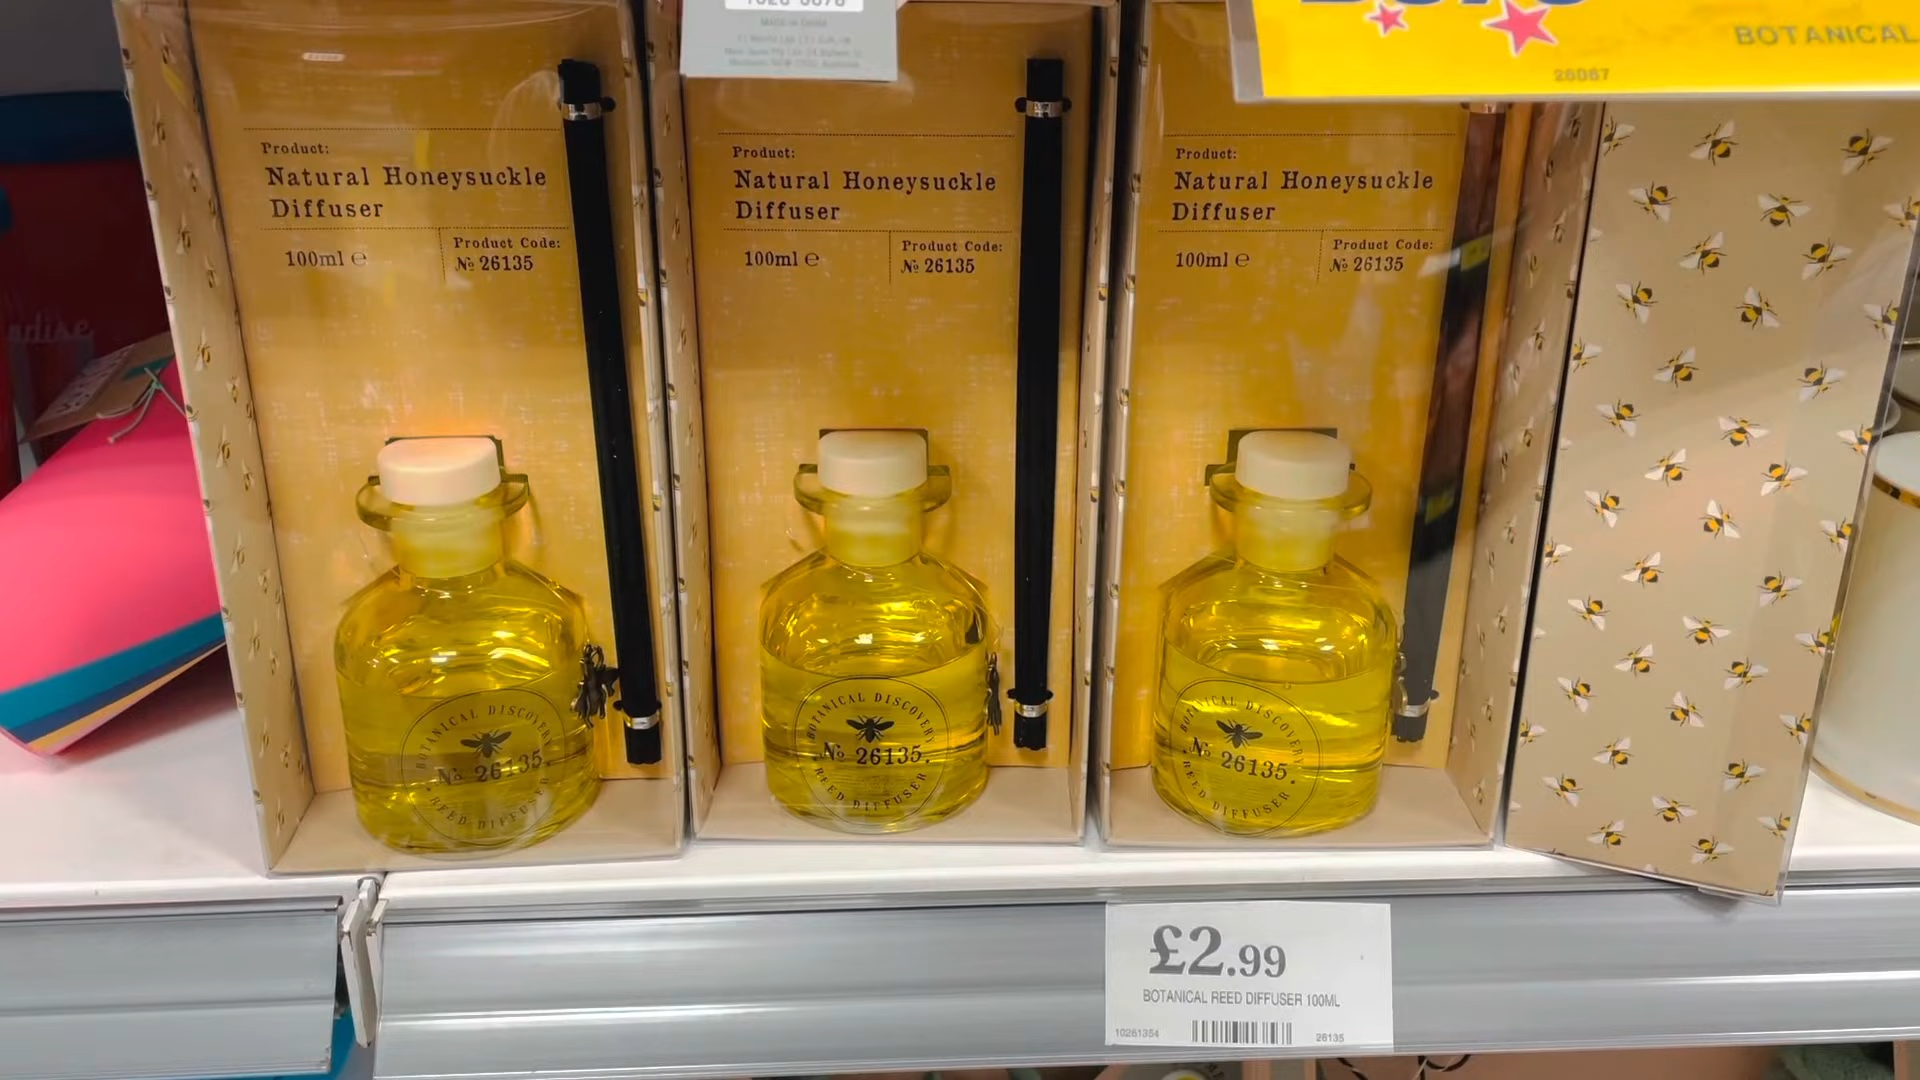 MADE IN CHINA
BOTANICAL
26067
Product:
Natural Honeysuckle
Diffuser
100ml ℮
Product Code:
№ 26135
Product:
Natural Honeysuckle
Diffuser
100ml ℮
Product Code:
№ 26135
Product:
Natural Honeysuckle
Diffuser
100ml ℮
Product Code:
№ 26135
BOTANICAL DISCOVERY
№ 26135.
REED DIFFUSER
BOTANICAL DISCOVERY
№ 26135.
REED DIFFUSER
BOTANICAL DISCOVERY
№ 26135.
REED DIFFUSER
£2.99
BOTANICAL REED DIFFUSER 100ML
10261354
26135